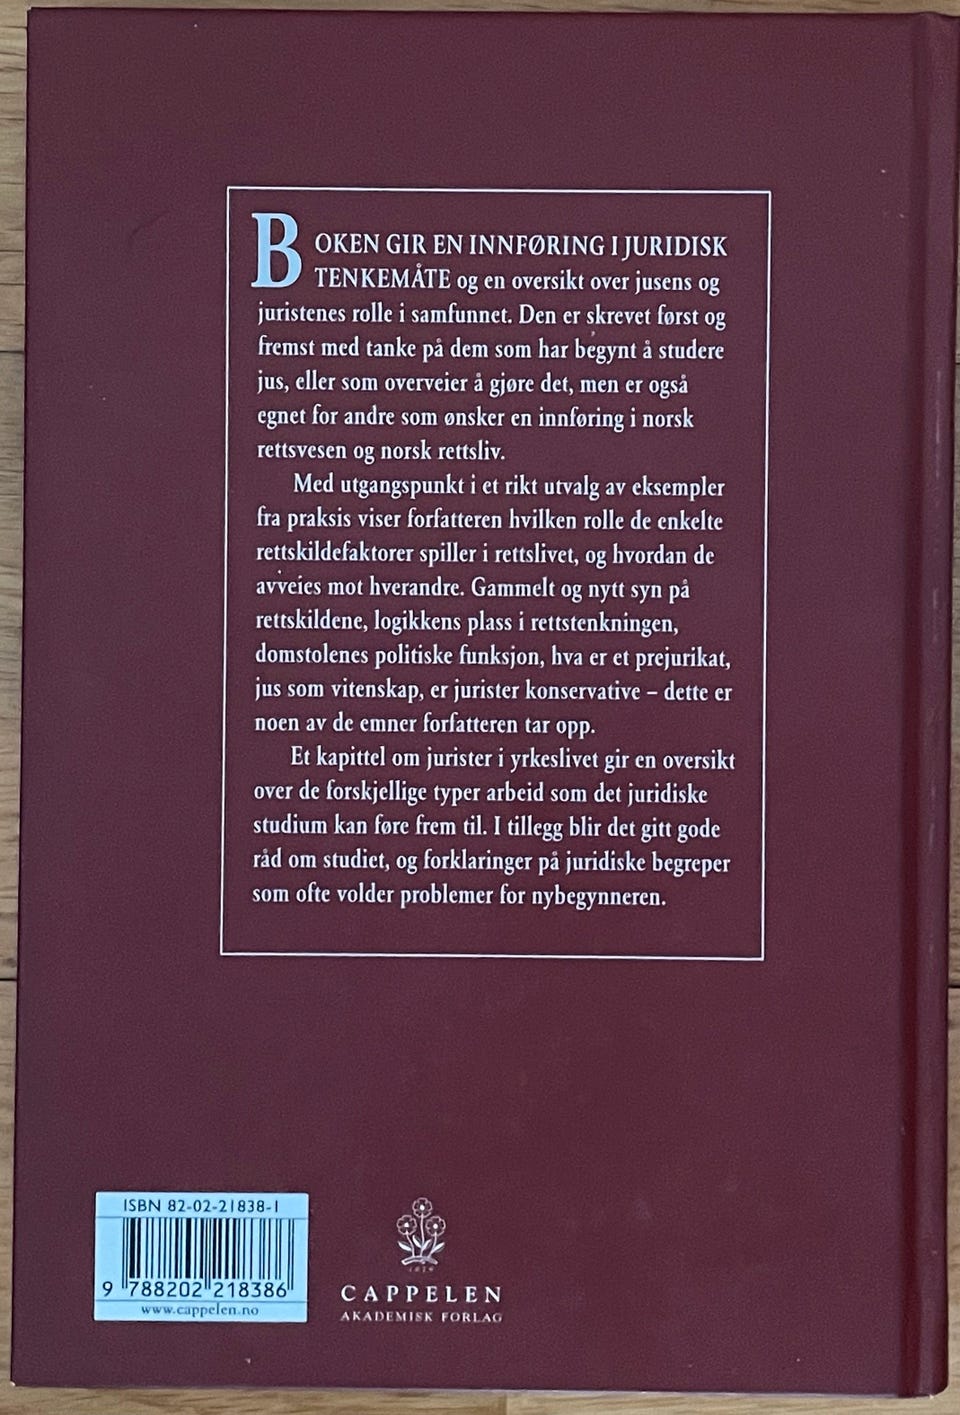 BOKEN GIR EN INNFØRING I JURIDISK
TENKEMÅTE og en oversikt over jusens og
juristenes rolle i samfunnet. Den er skrevet først og
fremst med tanke på dem som har begynt å studere
jus, eller som overveier å gjøre det, men er også
egnet for andre som ønsker en innføring i norsk
rettsvesen og norsk rettsliv.
Med utgangspunkt i et rikt utvalg av eksempler
fra praksis viser forfatteren hvilken rolle de enkelte
rettskildefaktorer spiller i rettslivet, og hvordan de
avveies mot hverandre. Gammelt og nytt syn på
rettskildene, logikkens plass i rettstenkningen,
domstolenes politiske funksjon, hva er et prejurikat,
jus som vitenskap, er jurister konservative – dette er
noen av de emner forfatteren tar opp.
Et kapittel om jurister i yrkeslivet gir en oversikt
over de forskjellige typer arbeid som det juridiske
studium kan føre frem til. I tillegg blir det gitt gode
råd om studiet, og forklaringer på juridiske begreper
som ofte volder problemer for nybegynneren.
ISBN 82-02-21838-1
9 788202 218386
www.cappelen.no
CAPPELEN
AKADEMISK FORLAG